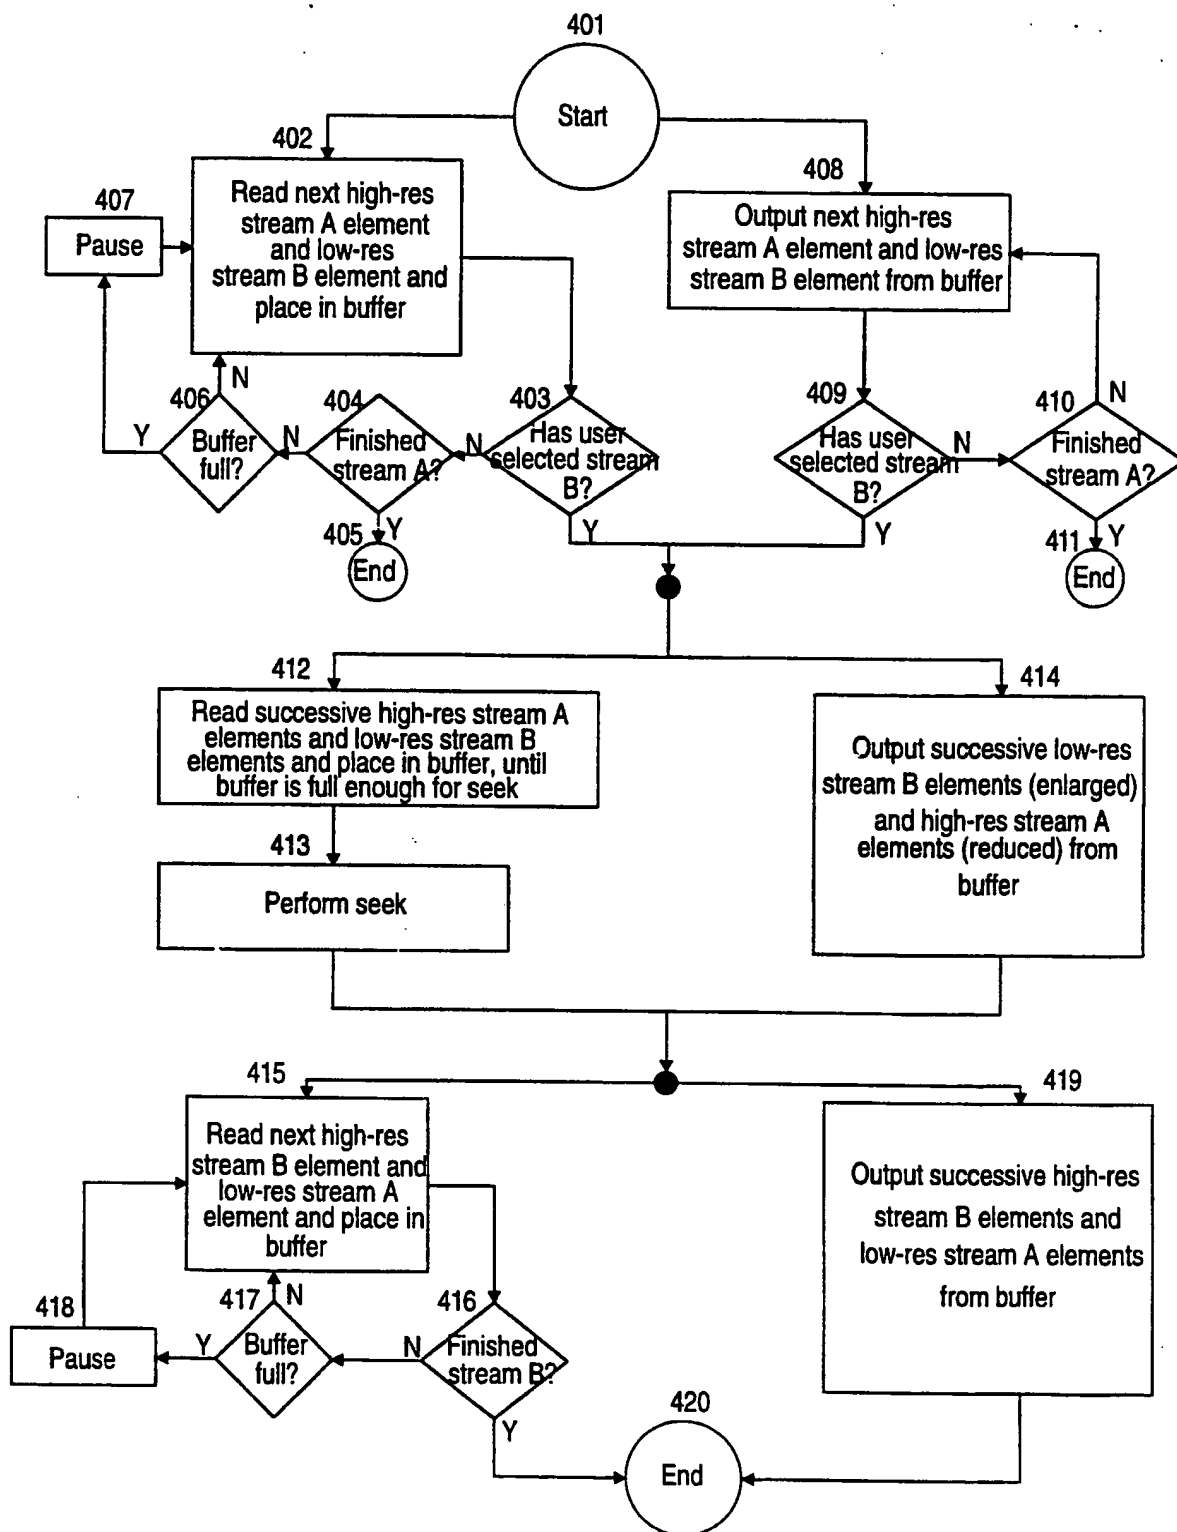 401
Start
402
Read next high-res
stream A element
and low-res
stream B element and
place in buffer
407
Pause
408
Output next high-res
stream A element and low-res
stream B element from buffer
406
Buffer
full?
N
Y
404
Finished
stream A?
N
Y
403
Has user
selected stream
B?
N
Y
405
End
409
Has user
selected stream
B?
N
Y
410
Finished
stream A?
N
Y
411
End
412
Read successive high-res stream A
elements and low-res stream B
elements and place in buffer, until
buffer is full enough for seek
413
Perform seek
414
Output successive low-res
stream B elements (enlarged)
and high-res stream A
elements (reduced) from
buffer
415
Read next high-res
stream B element and
low-res stream A
element and place in
buffer
419
Output successive high-res
stream B elements and
low-res stream A elements
from buffer
418
Pause
417
Buffer
full?
N
Y
416
Finished
stream B?
N
Y
420
End